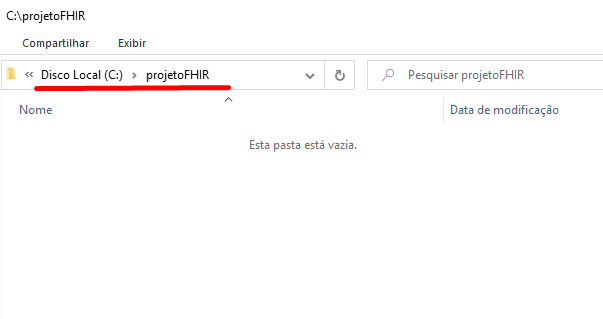 C:\projetoFHIR
Compartilhar Exibir
« Disco Local (C:) › projetoFHIR Pesquisar projetoFHIR
Nome Data de modificação
Esta pasta está vazia.